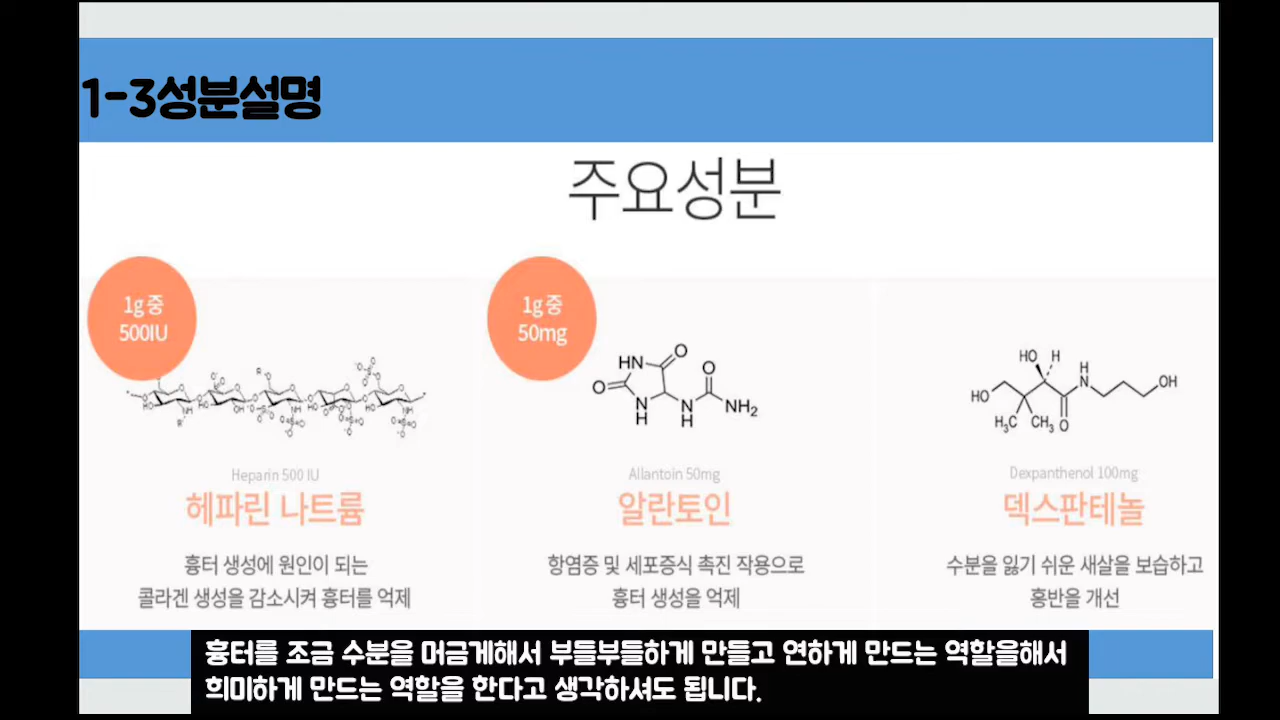 1-3성분설명
주요성분
1g 중
500IU
1g 중
50mg
HN
O
O
O
N
H
N
H
NH₂
HO
H
HO
H
N
OH
H₃C
CH₃
O
Heparin 500 IU
헤파린 나트륨
흉터 생성에 원인이 되는
콜라겐 생성을 감소시켜 흉터를 억제
Allantoin 50mg
알란토인
항염증 및 세포증식 촉진 작용으로
흉터 생성을 억제
Dexpanthenol 100mg
덱스판테놀
수분을 잃기 쉬운 새살을 보습하고
홍반을 개선
흉터를 조금 수분을 머금게해서 부들부들하게 만들고 연하게 만드는 역할을해서
희미하게 만드는 역할을 한다고 생각하셔도 됩니다.